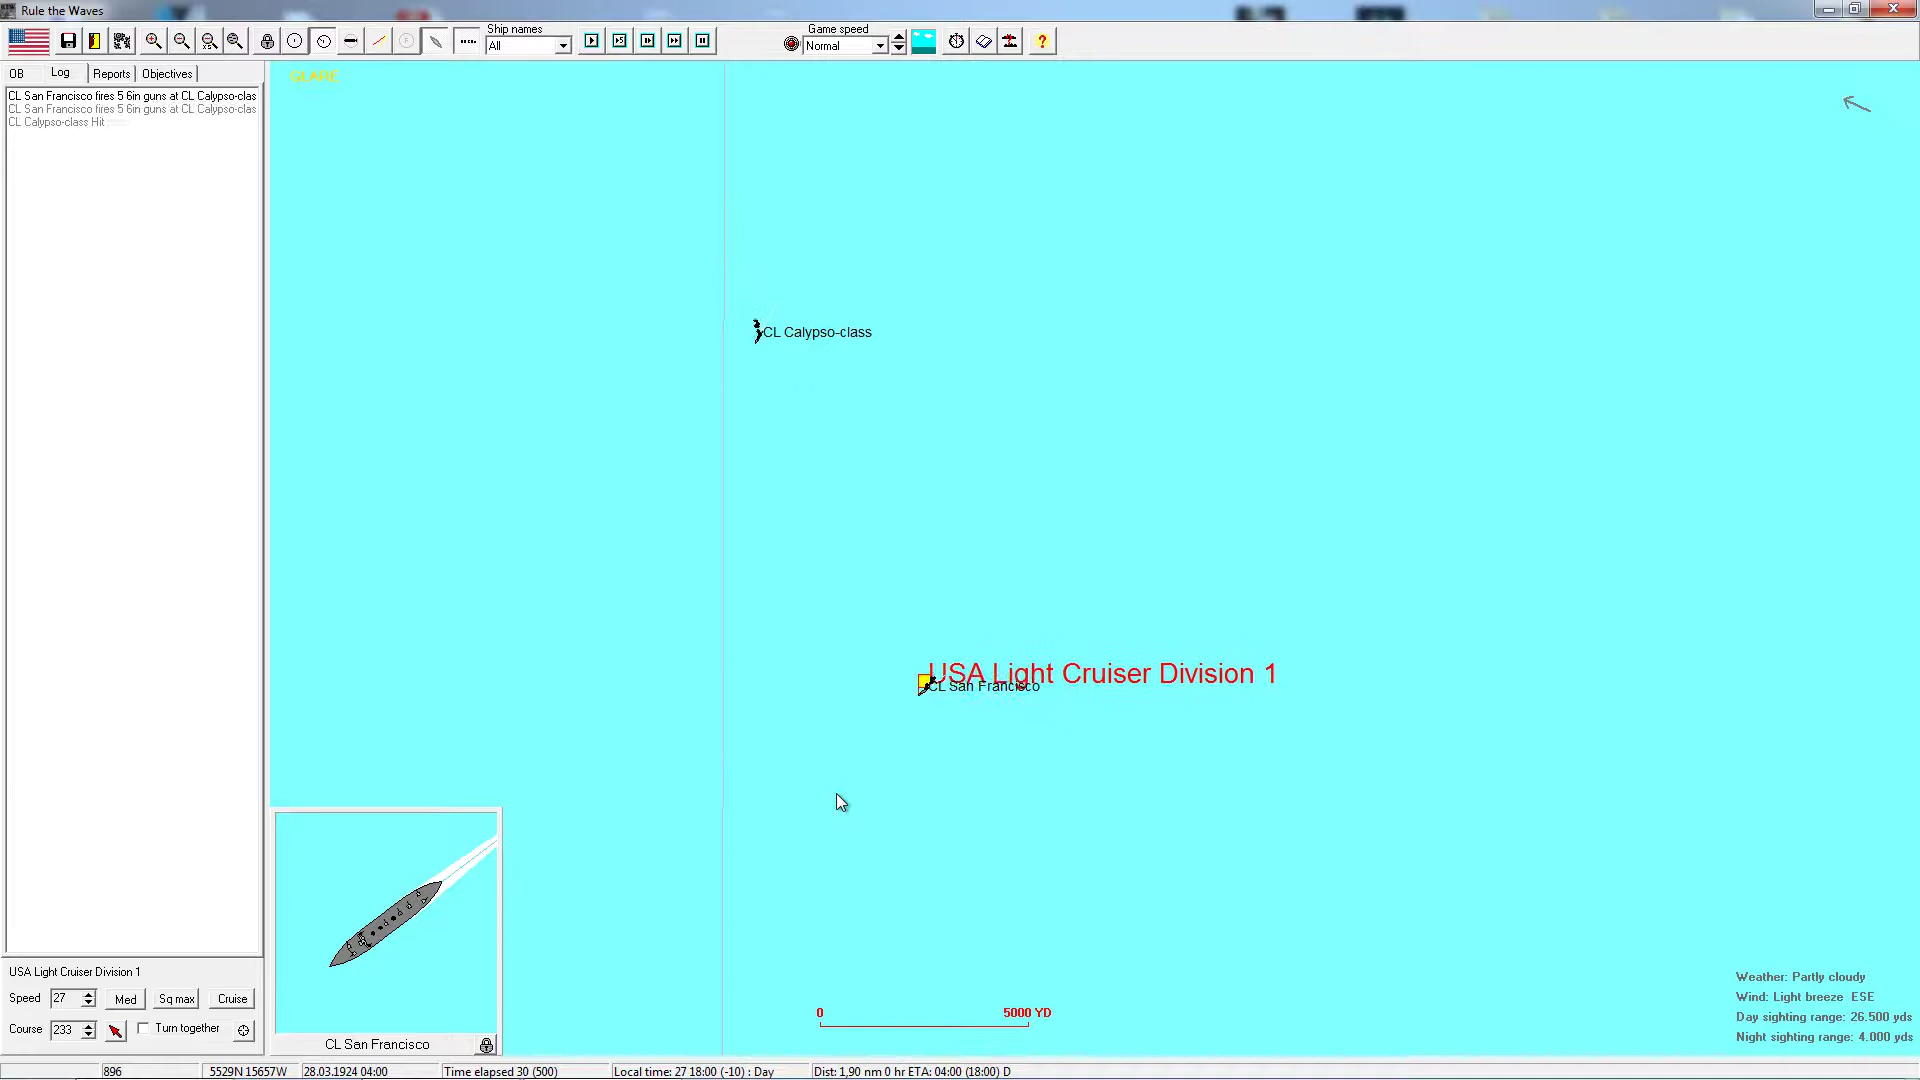 Rule the Waves
Ship names
All
Game speed
Normal
?
OB
Log
Reports
Objectives
CL San Francisco fires 5 6in guns at CL Calypso-clas
CL San Francisco fires 5 6in guns at CL Calypso-clas
CL Calypso-class Hit
GLARE
CL Calypso-class
USA Light Cruiser Division 1
CL San Francisco
USA Light Cruiser Division 1
Speed
27
Med
Sq max
Cruise
Course
233
Turn together
CL San Francisco
0
5000 YD
Weather: Partly cloudy
Wind: Light breeze ESE
Day sighting range: 26.500 yds
Night sighting range: 4.000 yds
896
5529N 15657W
28.03.1924 04:00
Time elapsed 30 (500)
Local time: 27 18:00 (-10) : Day
Dist: 1,90 nm 0 hr ETA: 04:00 (18:00) D